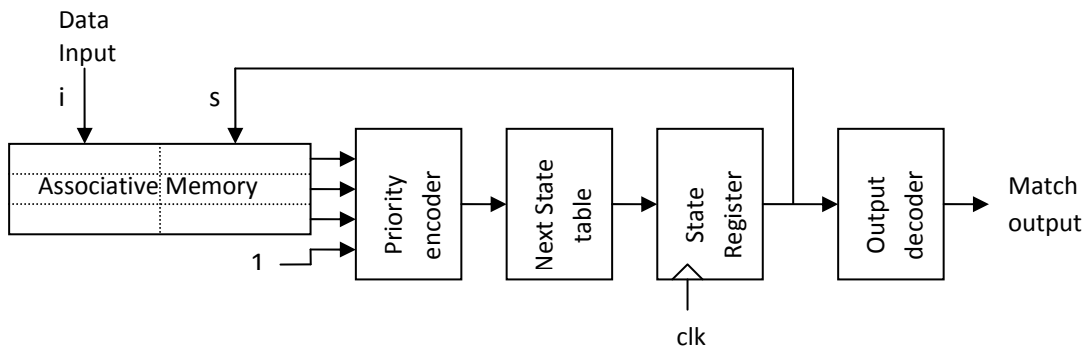 Data
Input
i
s
Associative Memory
1
Priority
encoder
Next State
table
State
Register
clk
Output
decoder
Match
output